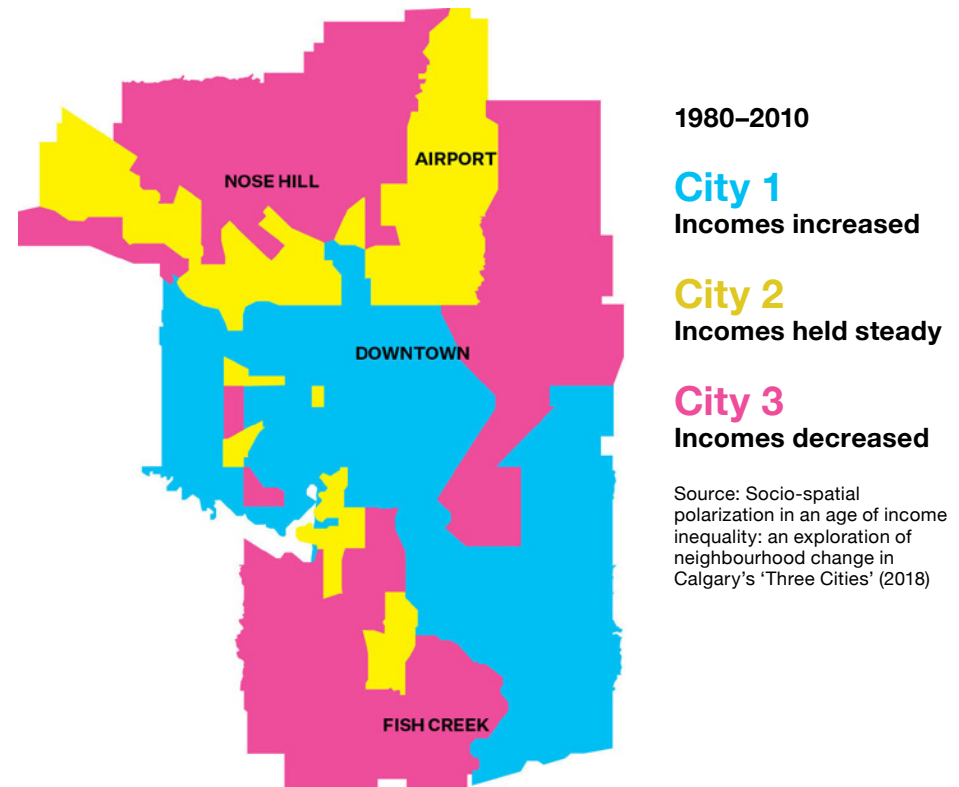 NOSE HILL
AIRPORT
DOWNTOWN
FISH CREEK
1980–2010
City 1
Incomes increased
City 2
Incomes held steady
City 3
Incomes decreased
Source: Socio-spatial
polarization in an age of income
inequality: an exploration of
neighbourhood change in
Calgary’s ‘Three Cities’ (2018)